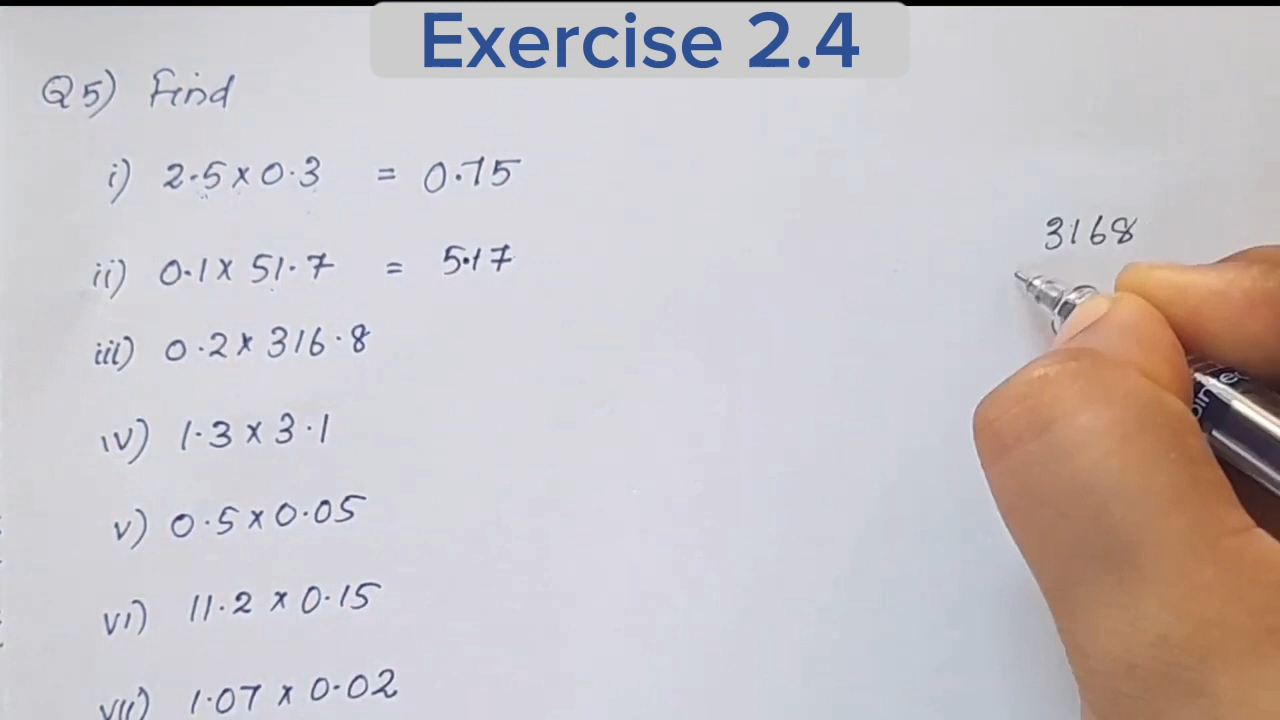 Exercise 2.4
Q5) Find
i) 2.5 x 0.3 = 0.75
ii) 0.1 x 51.7 = 5.17
3168
iii) 0.2 x 316.8
iv) 1.3 x 3.1
v) 0.5 x 0.05
vi) 11.2 x 0.15
vii) 1.07 x 0.02